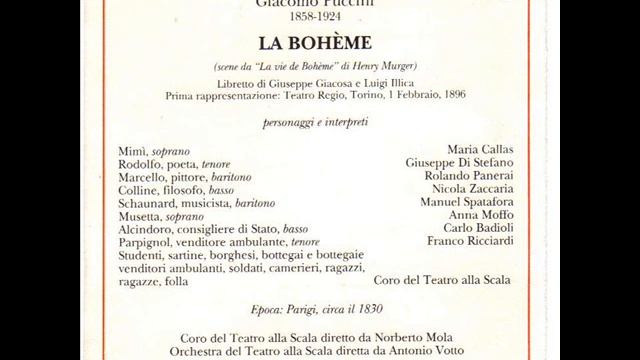 Giacomo Puccini
1858-1924
LA BOHÈME
(scene da "La vie de Bohème" di Henry Murger)
Libretto di Giuseppe Giacosa e Luigi Illica
Prima rappresentazione: Teatro Regio, Torino, 1 Febbraio, 1896
personaggi e interpreti
Mimì, soprano Maria Callas
Rodolfo, poeta, tenore Giuseppe Di Stefano
Marcello, pittore, baritono Rolando Panerai
Colline, filosofo, basso Nicola Zaccaria
Schaunard, musicista, baritono Manuel Spatafora
Musetta, soprano Anna Moffo
Alcindoro, consigliere di Stato, basso Carlo Badioli
Parpignol, venditore ambulante, tenore Franco Ricciardi
Studenti, sartine, borghesi, bottegai e bottegaie
venditori ambulanti, soldati, camerieri, ragazzi,
ragazze, folla Coro del Teatro alla Scala
Epoca: Parigi, circa il 1830
Coro del Teatro alla Scala diretto da Norberto Mola
Orchestra del Teatro alla Scala diretta da Antonio Votto